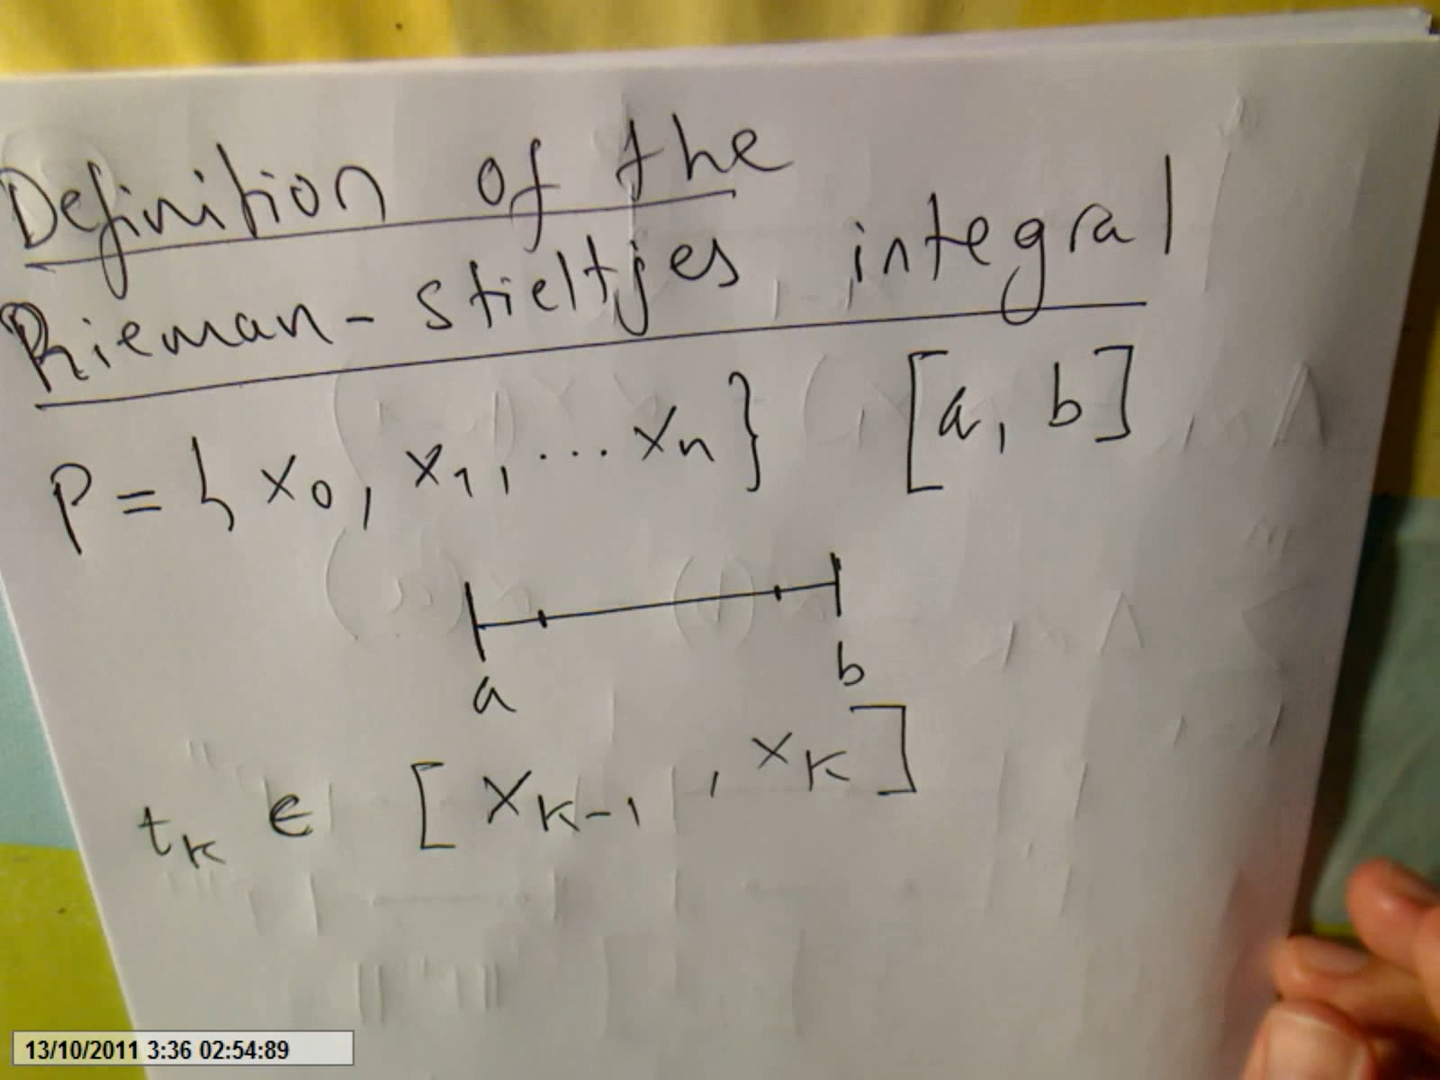 Definition of the
Rieman-stieltjes integral
P = { x₀, x₁, ... xₙ } [a, b]
a b
tₖ ∈ [xₖ₋₁, xₖ]
13/10/2011 3:36 02:54:89